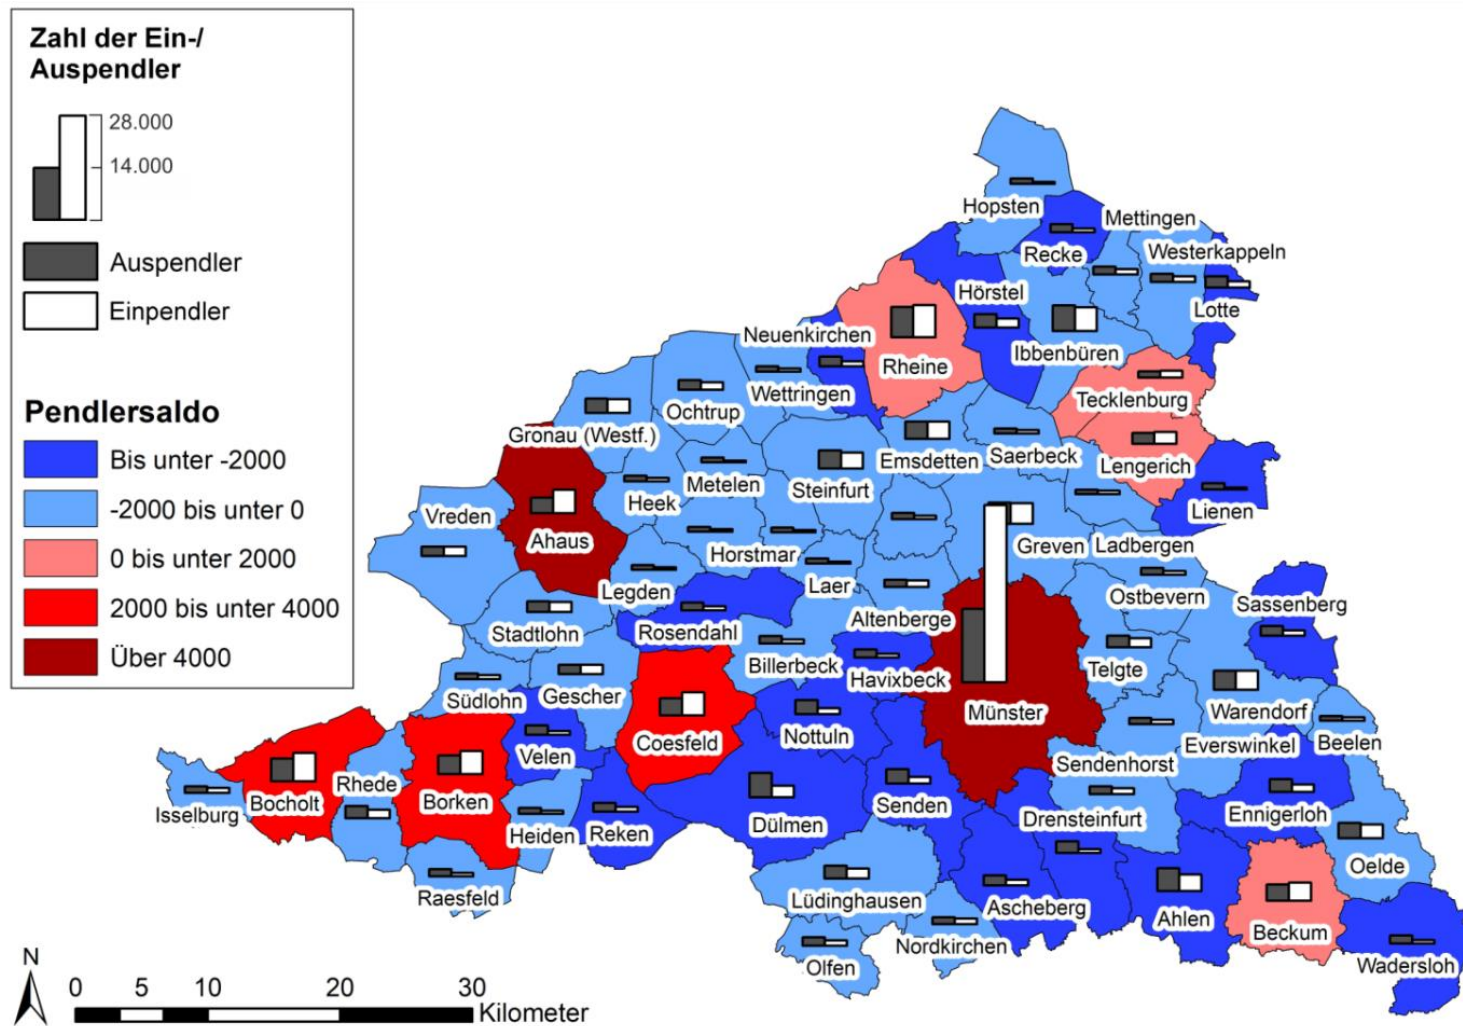 Zahl der Ein-/
Auspendler
28.000
14.000
Auspendler
Einpendler
Pendlersaldo
Bis unter -2000
-2000 bis unter 0
0 bis unter 2000
2000 bis unter 4000
Über 4000
Hopsten
Mettingen
Recke
Westerkappeln
Hörstel
Lotte
Neuenkirchen
Ibbenbüren
Rheine
Wettringen
Tecklenburg
Ochtrup
Gronau (Westf.)
Emsdetten
Saerbeck
Lengerich
Metelen
Steinfurt
Heek
Lienen
Vreden
Ahaus
Horstmar
Greven
Ladbergen
Legden
Laer
Ostbevern
Sassenberg
Altenberge
Stadtlohn
Rosendahl
Billerbeck
Telgte
Havixbeck
Gescher
Südlohn
Münster
Warendorf
Coesfeld
Nottuln
Everswinkel
Beelen
Velen
Sendenhorst
Rhede
Bocholt
Borken
Senden
Isselburg
Ennigerloh
Drensteinfurt
Dülmen
Heiden
Reken
Oelde
Raesfeld
Lüdinghausen
Ascheberg
Ahlen
Beckum
Nordkirchen
Olfen
Wadersloh
N
0 5 10 20 30
Kilometer